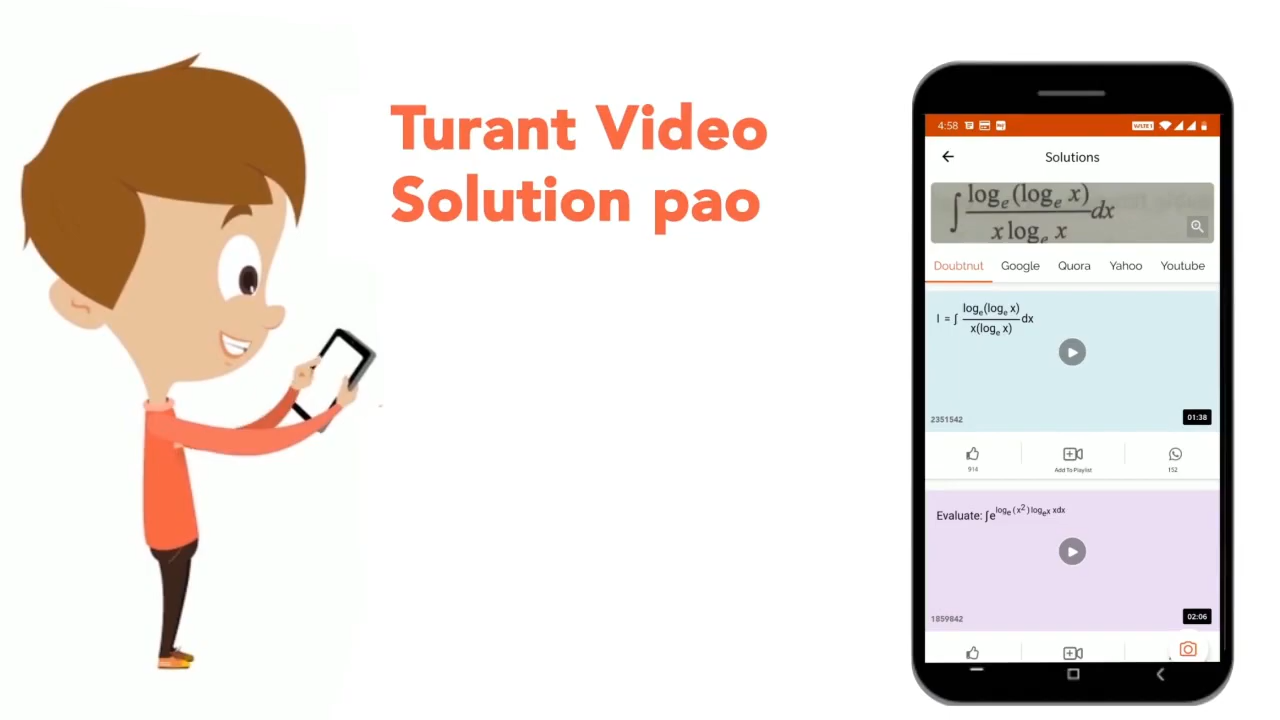 Turant Video
Solution pao
4:58
VoLTE1
Solutions
∫ logₑ(logₑ x) / x logₑ x dx
Doubtnut Google Quora Yahoo Youtube
I = ∫ logₑ(logₑ x) / x(logₑ x) dx
2351542 01:38
914 Add To Playlist 152
Evaluate: ∫e^logₑ(x²)logₑx xdx
1859842 02:06